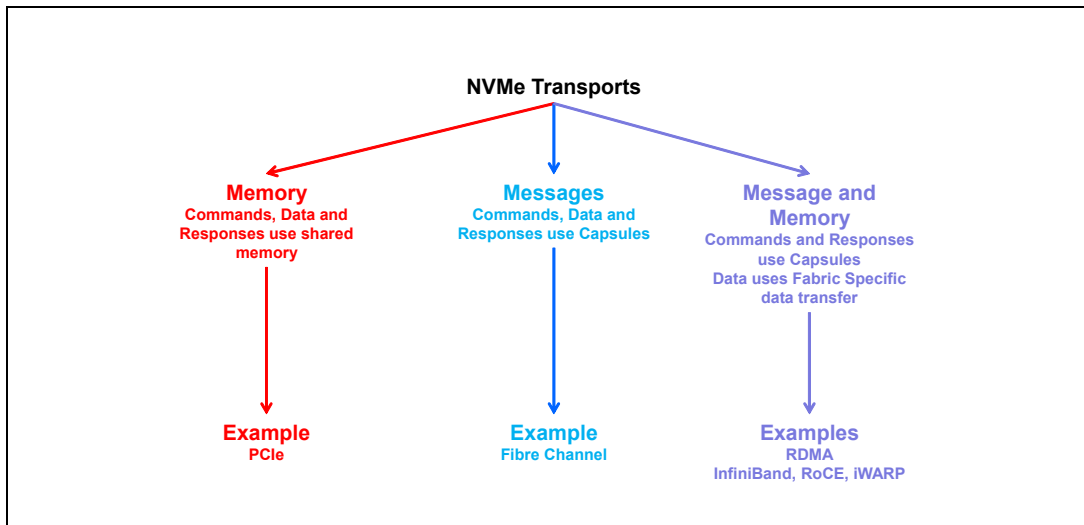 NVMe Transports
Memory
Commands, Data and
Responses use shared
memory
Messages
Commands, Data and
Responses use Capsules
Message and
Memory
Commands and Responses
use Capsules
Data uses Fabric Specific
data transfer
Example
PCIe
Example
Fibre Channel
Examples
RDMA
InfiniBand, RoCE, iWARP